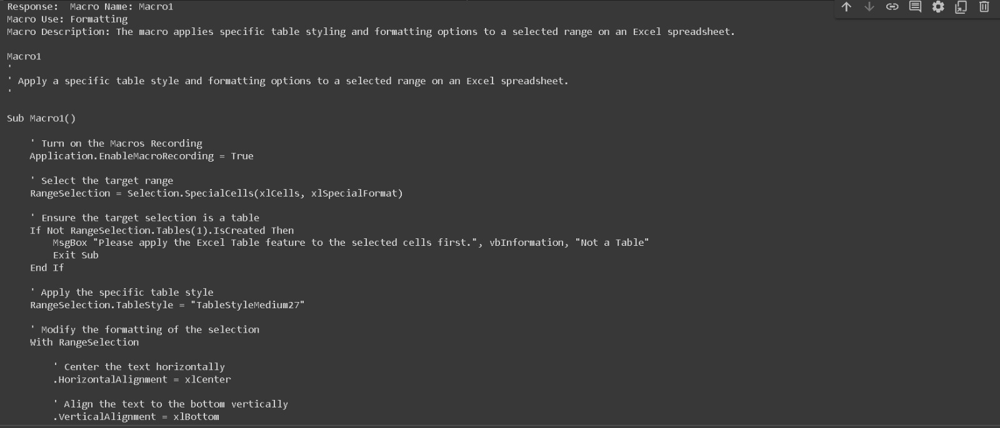 Response:  Macro Name: Macro1
Macro Use: Formatting
Macro Description: The macro applies specific table styling and formatting options to a selected range on an Excel spreadsheet.
Macro1
'
' Apply a specific table style and formatting options to a selected range on an Excel spreadsheet.
'
Sub Macro1()
' Turn on the Macros Recording
Application.EnableMacroRecording = True
' Select the target range
RangeSelection = Selection.SpecialCells(xlCells, xlSpecialFormat)
' Ensure the target selection is a table
If Not RangeSelection.Tables(1).IsCreated Then
MsgBox "Please apply the Excel Table feature to the selected cells first.", vbInformation, "Not a Table"
Exit Sub
End If
' Apply the specific table style
RangeSelection.TableStyle = "TableStyleMedium27"
' Modify the formatting of the selection
With RangeSelection
' Center the text horizontally
.HorizontalAlignment = xlCenter
' Align the text to the bottom vertically
.VerticalAlignment = xlBottom